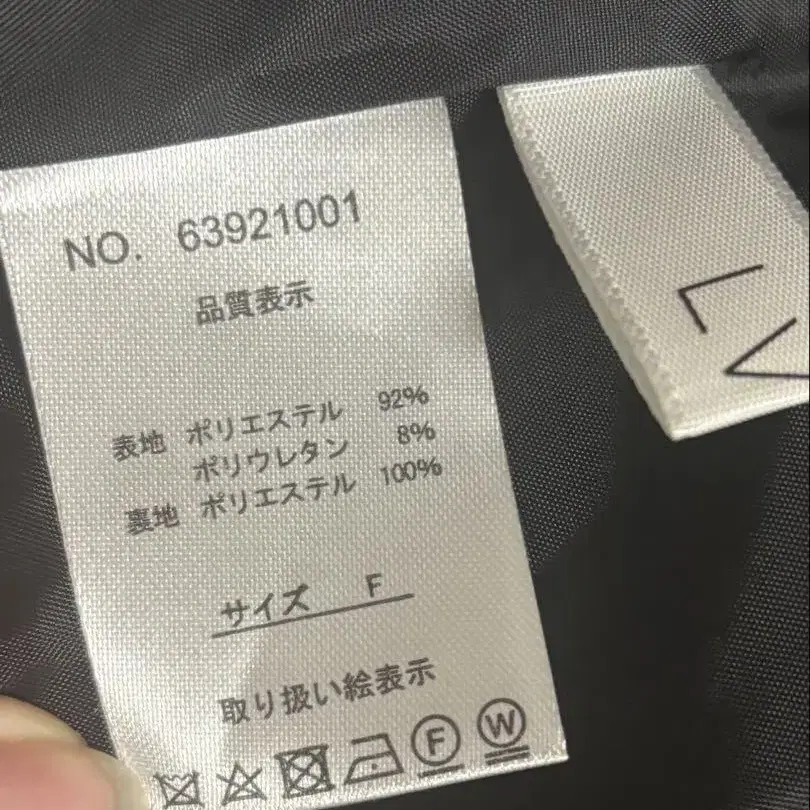 NO. 63921001
品質表示
表地 ポリエステル 92%
ポリウレタン 8%
裏地 ポリエステル 100%
サイズ F
取り扱い絵表示
F W
LV